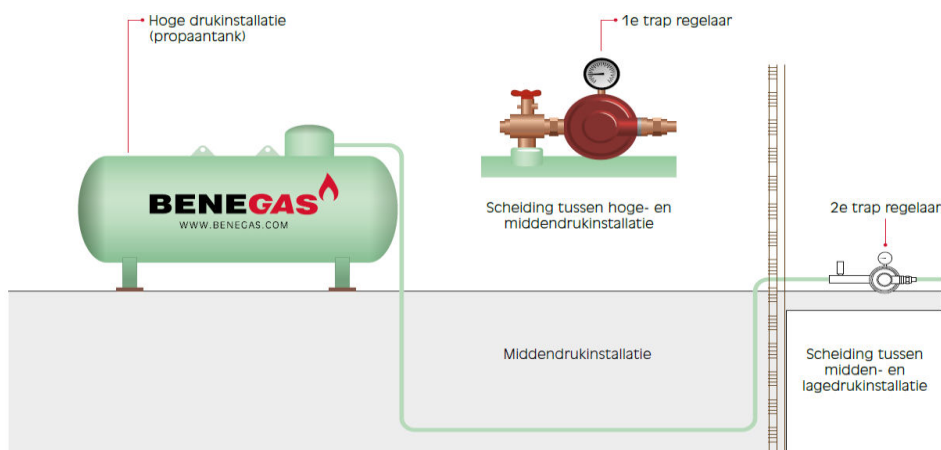 Hoge drukinstallatie
(propaantank)
1e trap regelaar
BENEGAS
WWW.BENEGAS.COM
Scheiding tussen hoge- en
middendrukinstallatie
2e trap regelaar
Middendrukinstallatie
Scheiding tussen
midden- en
lagedrukinstallatie